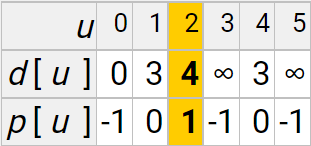 u 0 1 2 3 4 5
d[u] 0 3 4 ∞ 3 ∞
p[u] -1 0 1 -1 0 -1